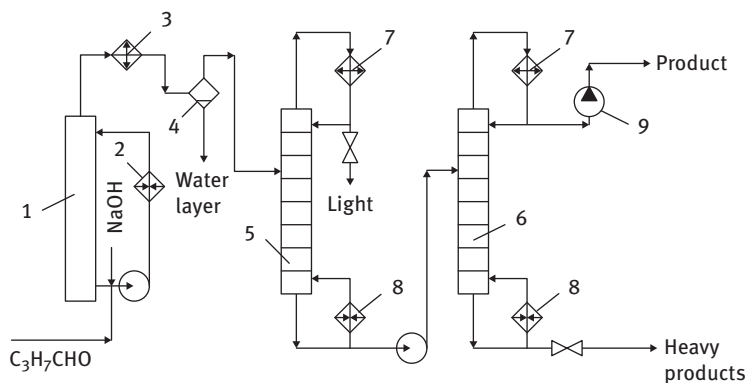 3
7
7
Product
4
9
2
Water
layer
NaOH
1
Light
5
6
8
8
C₃H₇CHO
Heavy
products